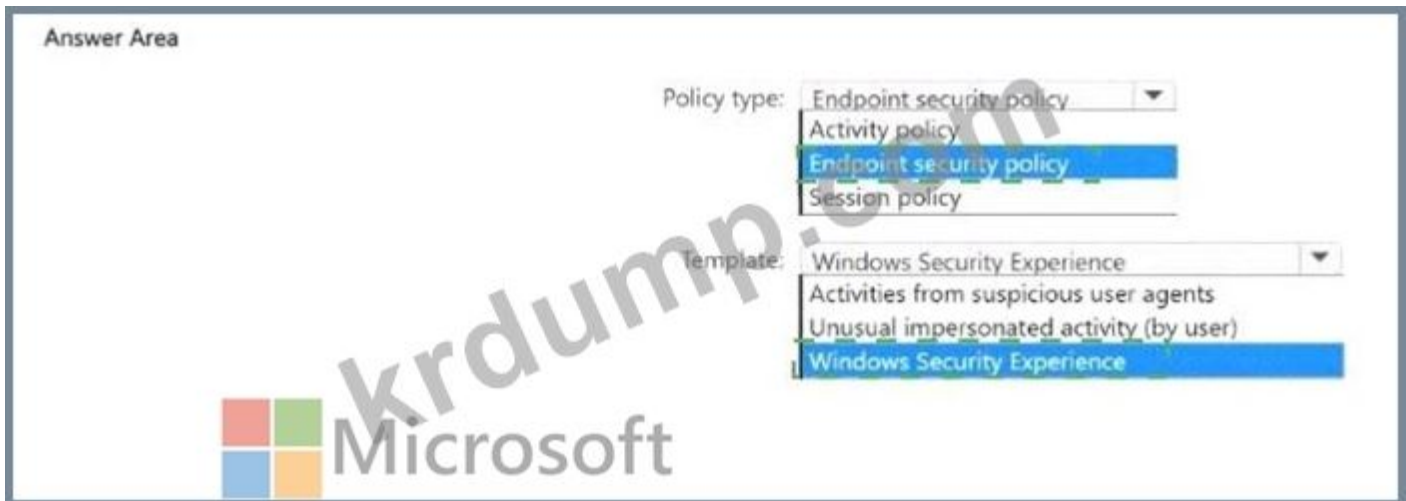 Answer Area
Policy type: Endpoint security policy
Activity policy
Endpoint security policy
Session policy
Template: Windows Security Experience
Activities from suspicious user agents
Unusual impersonated activity (by user)
Windows Security Experience
krdump.com
Microsoft